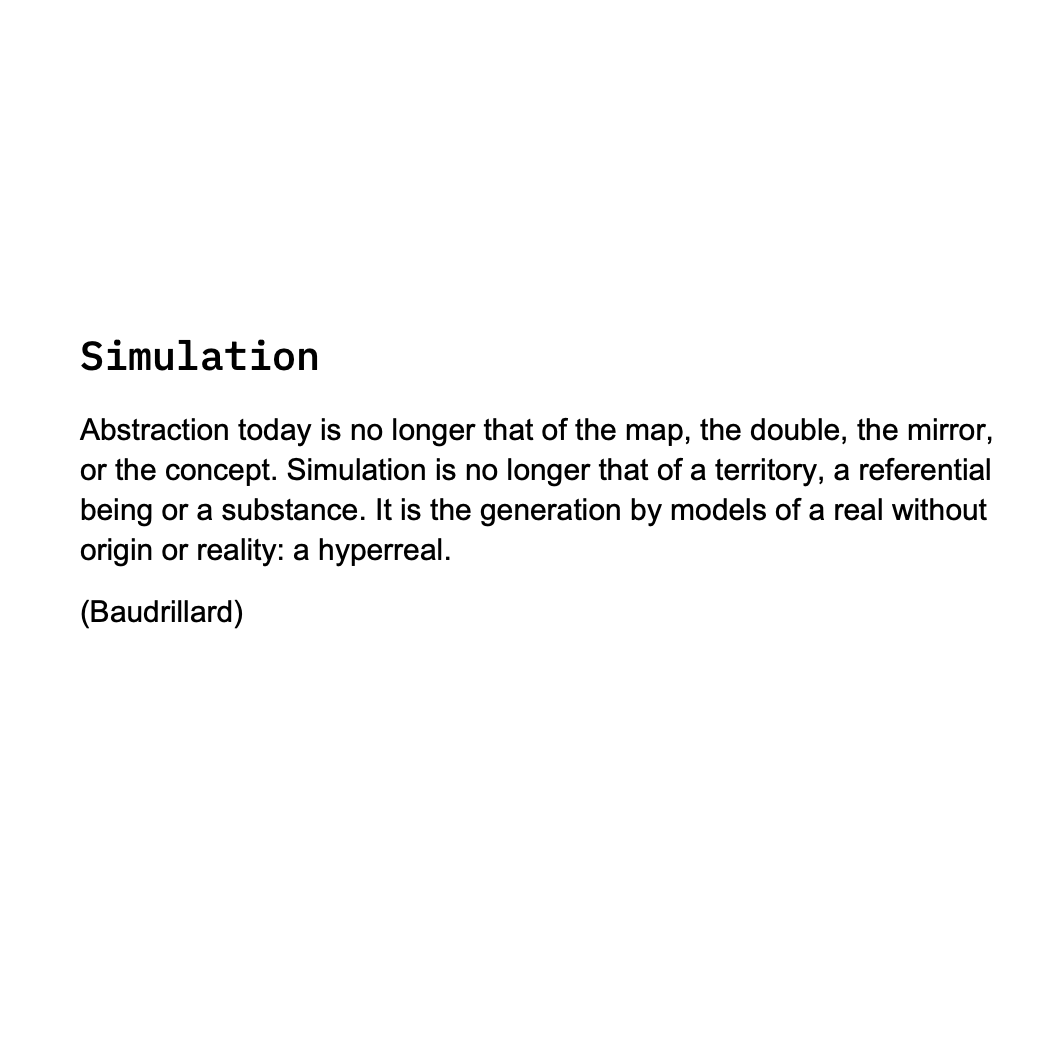 Simulation
Abstraction today is no longer that of the map, the double, the mirror,
or the concept. Simulation is no longer that of a territory, a referential
being or a substance. It is the generation by models of a real without
origin or reality: a hyperreal.
(Baudrillard)